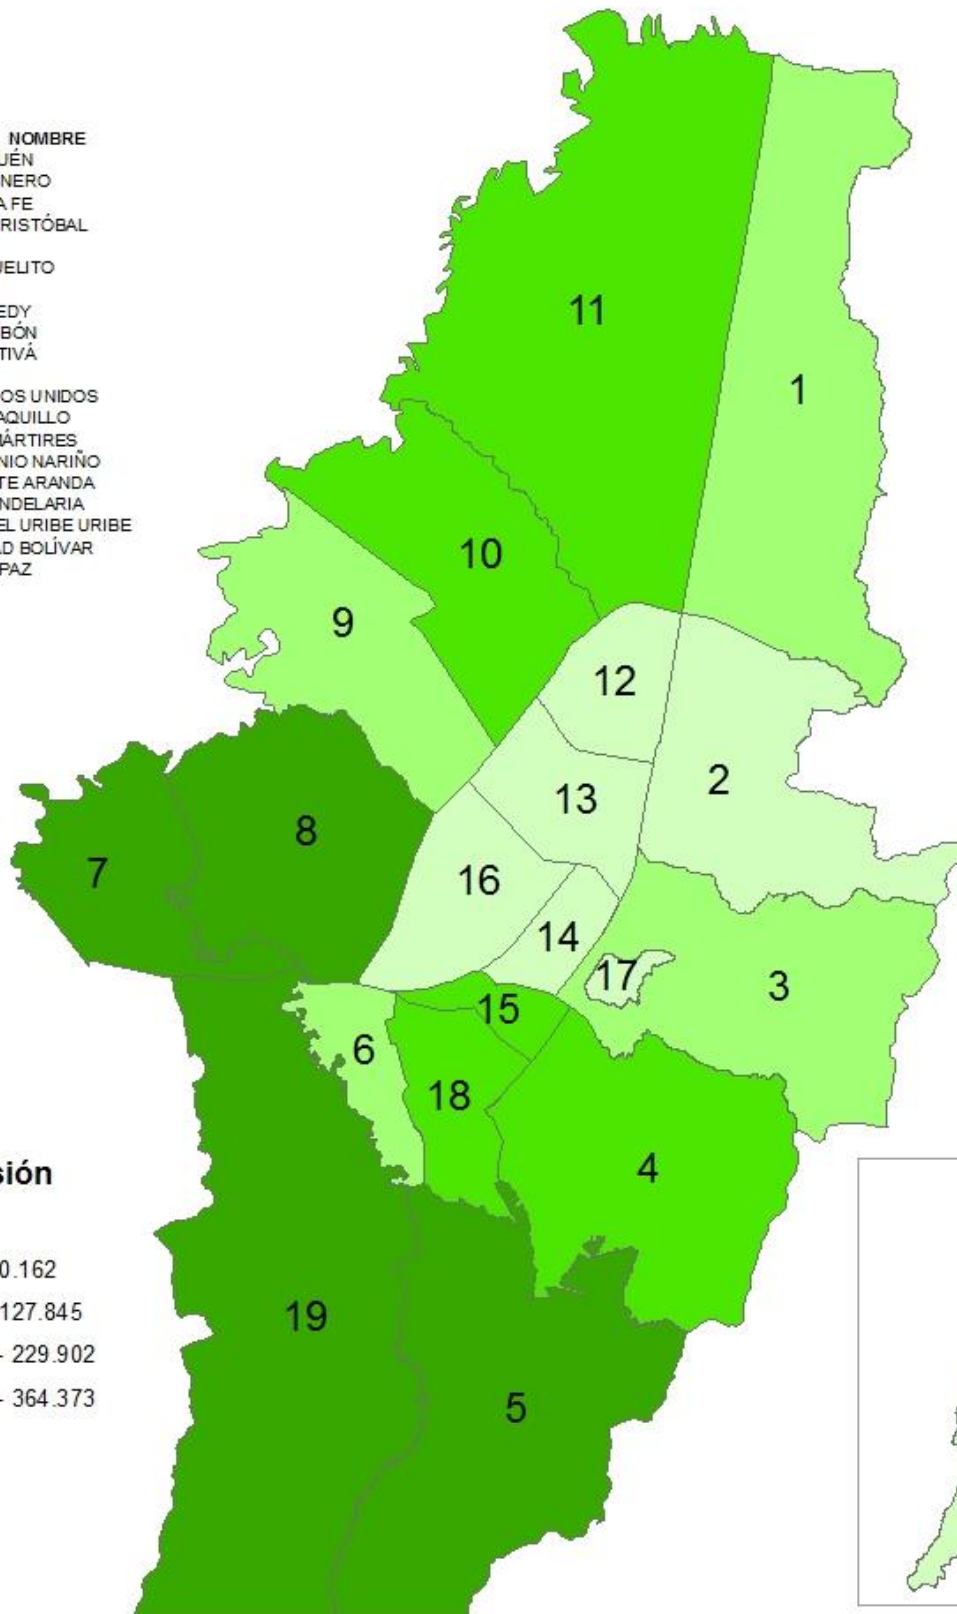 NOMBRE
UÉN
NERO
A FE
RISTÓBAL
UELITO
EDY
BÓN
TIVÁ
OS UNIDOS
AQUILLO
MÁRTIRES
NIO NARIÑO
TE ARANDA
NDELARIA
EL URIBE URIBE
AD BOLÍVAR
PAZ
11
1
10
9
12
2
13
8
7
16
14
17
3
15
6
18
4
19
5
sión
0.162
127.845
- 229.902
- 364.373